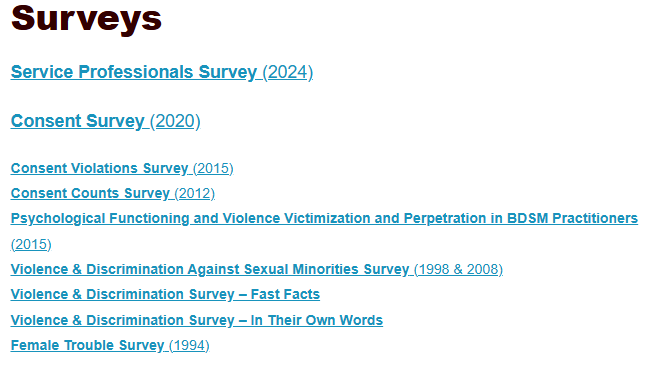 Surveys
Service Professionals Survey (2024)
Consent Survey (2020)
Consent Violations Survey (2015)
Consent Counts Survey (2012)
Psychological Functioning and Violence Victimization and Perpetration in BDSM Practitioners
(2015)
Violence & Discrimination Against Sexual Minorities Survey (1998 & 2008)
Violence & Discrimination Survey – Fast Facts
Violence & Discrimination Survey – In Their Own Words
Female Trouble Survey (1994)